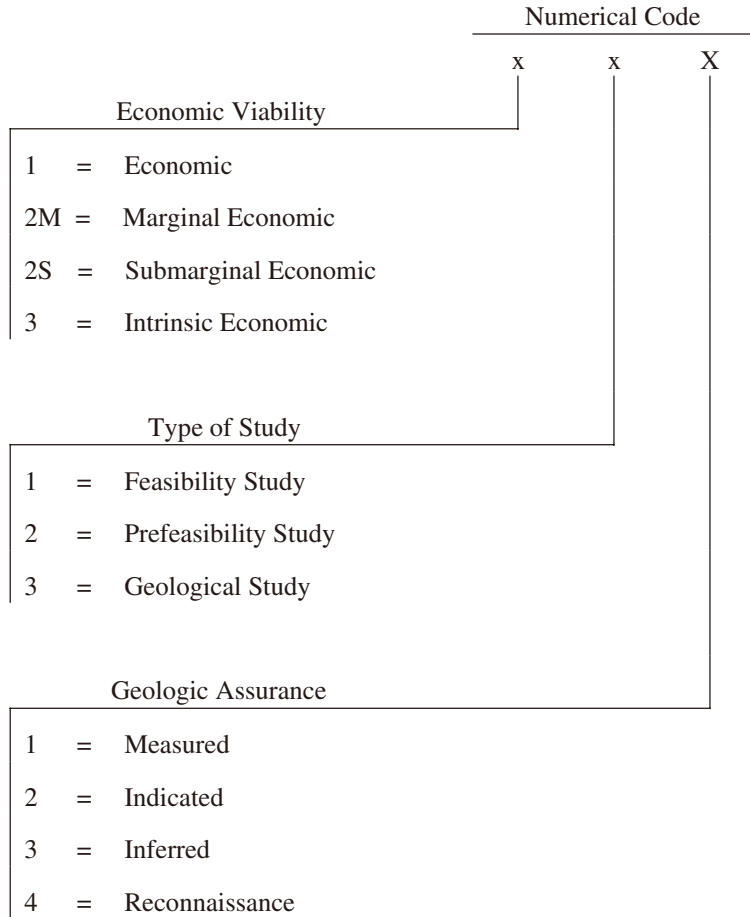 Numerical Code
x x X
Economic Viability
1 = Economic
2M = Marginal Economic
2S = Submarginal Economic
3 = Intrinsic Economic
Type of Study
1 = Feasibility Study
2 = Prefeasibility Study
3 = Geological Study
Geologic Assurance
1 = Measured
2 = Indicated
3 = Inferred
4 = Reconnaissance